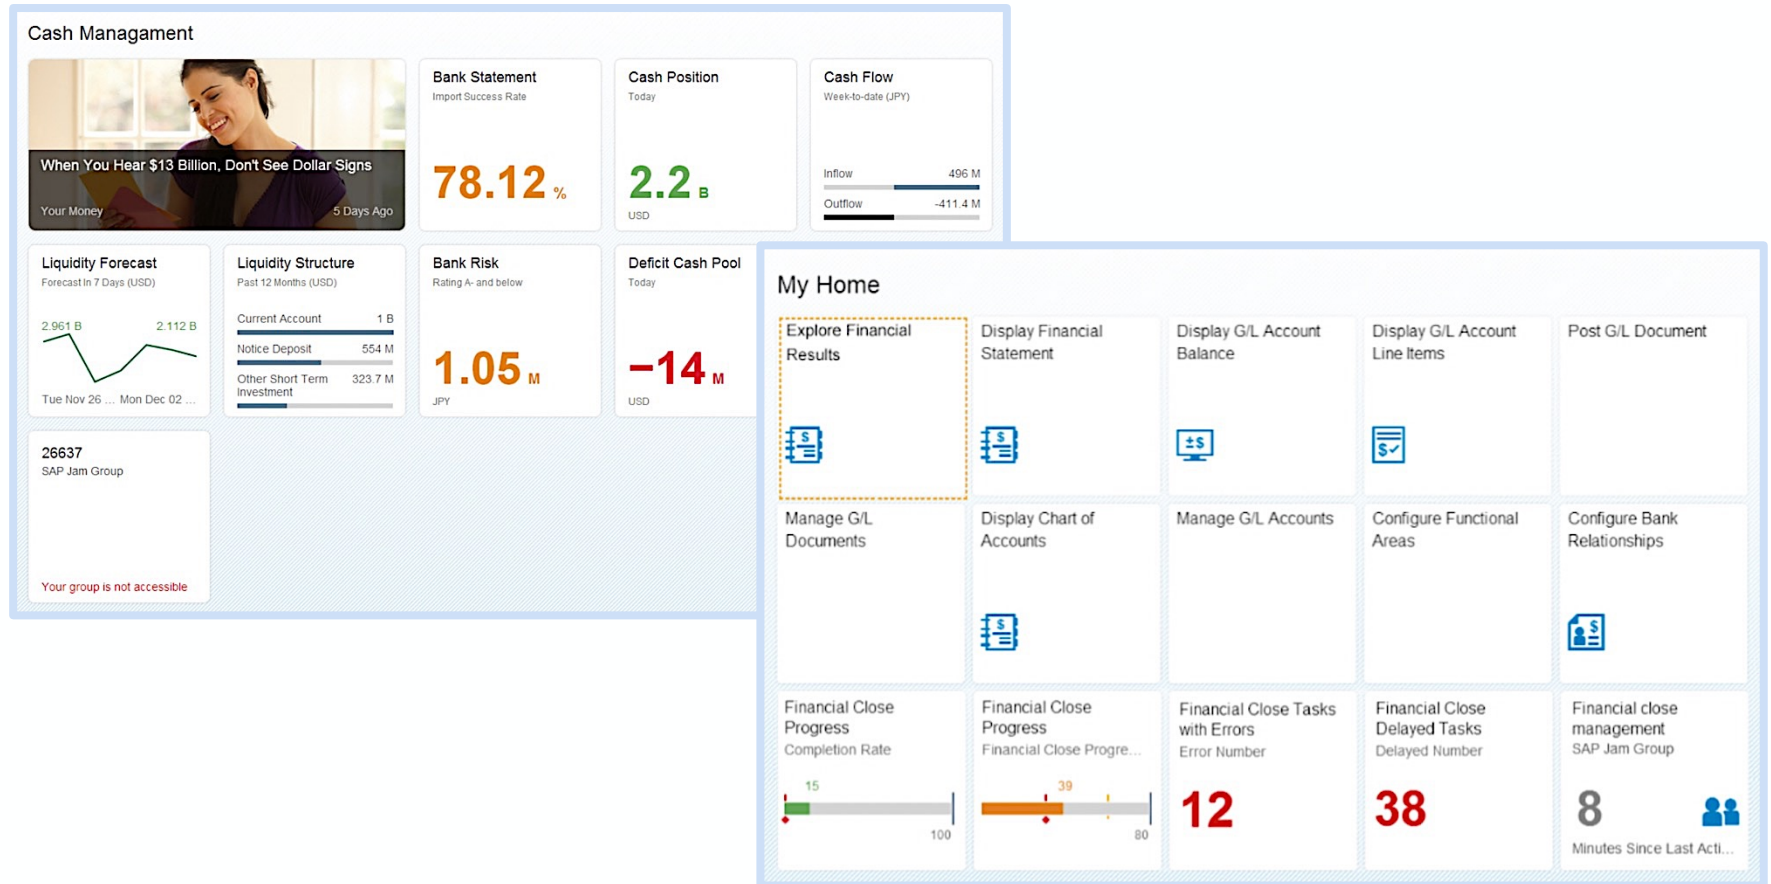 Cash Managament
When You Hear $13 Billion, Don't See Dollar Signs
Your Money
5 Days Ago
Bank Statement
Import Success Rate
78.12 %
Cash Position
Today
2.2 B
USD
Cash Flow
Week-to-date (JPY)
Inflow 496 M
Outflow -411.4 M
Liquidity Forecast
Forecast In 7 Days (USD)
2.961 B 2.112 B
Tue Nov 26 ... Mon Dec 02 ...
Liquidity Structure
Past 12 Months (USD)
Current Account 1 B
Notice Deposit 554 M
Other Short Term 323.7 M
Investment
Bank Risk
Rating A- and below
1.05 M
JPY
Deficit Cash Pool
Today
−14 M
USD
26637
SAP Jam Group
Your group is not accessible
My Home
Explore Financial
Results
$
Display Financial
Statement
$
Display G/L Account
Balance
±$
Display G/L Account
Line Items
$
Post G/L Document
Manage G/L
Documents
Display Chart of
Accounts
$
Manage G/L Accounts
Configure Functional
Areas
Configure Bank
Relationships
$
Financial Close
Progress
Completion Rate
15
100
Financial Close
Progress
Financial Close Progre...
39
80
Financial Close Tasks
with Errors
Error Number
12
Financial Close
Delayed Tasks
Delayed Number
38
Financial close
management
SAP Jam Group
8
Minutes Since Last Acti...